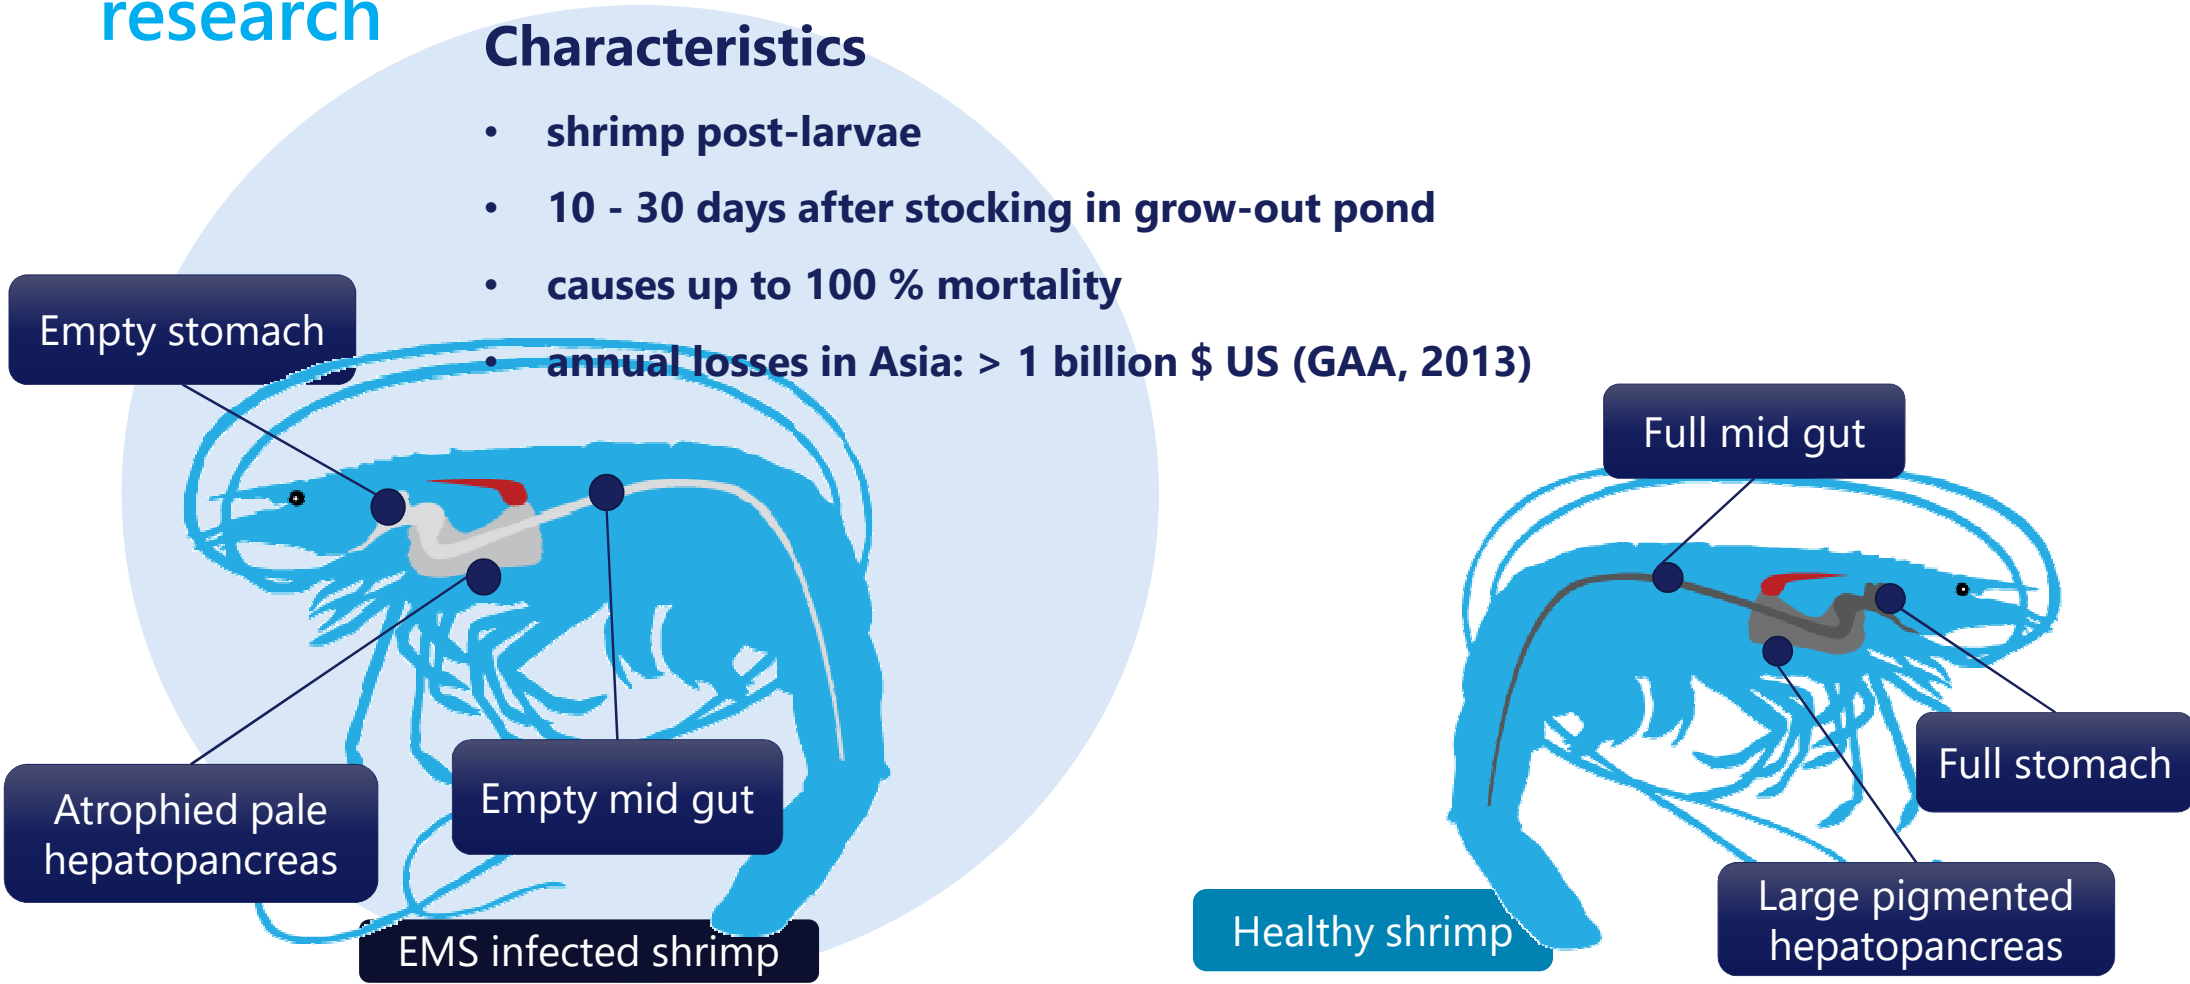 research
Characteristics
• shrimp post-larvae
• 10 - 30 days after stocking in grow-out pond
• causes up to 100 % mortality
• annual losses in Asia: > 1 billion $ US (GAA, 2013)
Empty stomach
Atrophied pale
hepatopancreas
Empty mid gut
EMS infected shrimp
Full mid gut
Full stomach
Large pigmented
hepatopancreas
Healthy shrimp